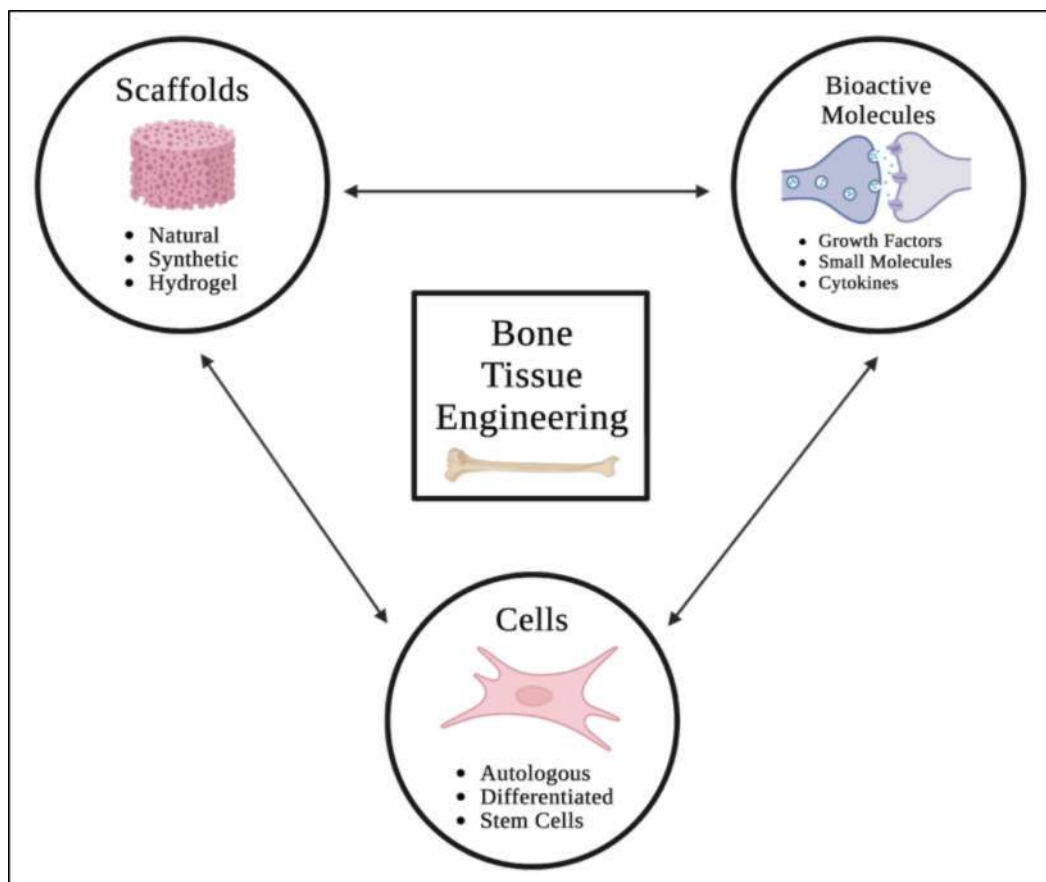 Scaffolds
• Natural
• Synthetic
• Hydrogel
Bioactive
Molecules
• Growth Factors
• Small Molecules
• Cytokines
Bone
Tissue
Engineering
Cells
• Autologous
• Differentiated
• Stem Cells